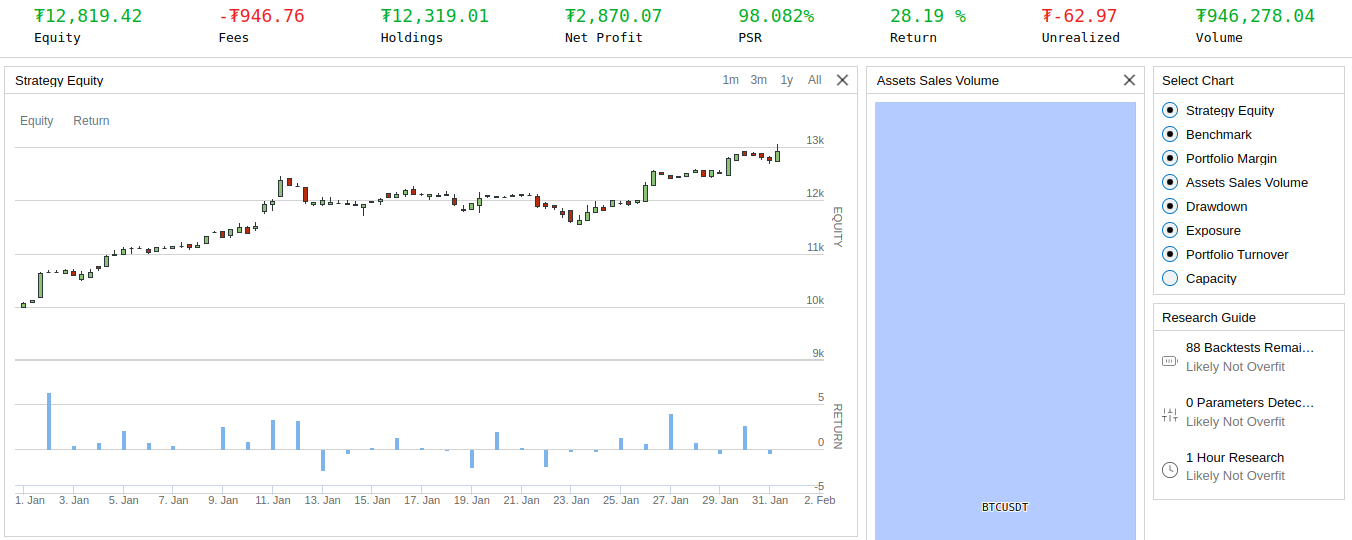 ₮12,819.42 -₮946.76 ₮12,319.01 ₮2,870.07 98.082% 28.19 % ₮-62.97 ₮946,278.04
Equity Fees Holdings Net Profit PSR Return Unrealized Volume
Strategy Equity 1m 3m 1y All
Equity Return
13k
12k
11k
10k
9k
EQUITY
5
0
-5
RETURN
1. Jan 3. Jan 5. Jan 7. Jan 9. Jan 11. Jan 13. Jan 15. Jan 17. Jan 19. Jan 21. Jan 23. Jan 25. Jan 27. Jan 29. Jan 31. Jan 2. Feb
Assets Sales Volume
BTCUSDT
Select Chart
Strategy Equity
Benchmark
Portfolio Margin
Assets Sales Volume
Drawdown
Exposure
Portfolio Turnover
Capacity
Research Guide
88 Backtests Remai...
Likely Not Overfit
0 Parameters Detec...
Likely Not Overfit
1 Hour Research
Likely Not Overfit